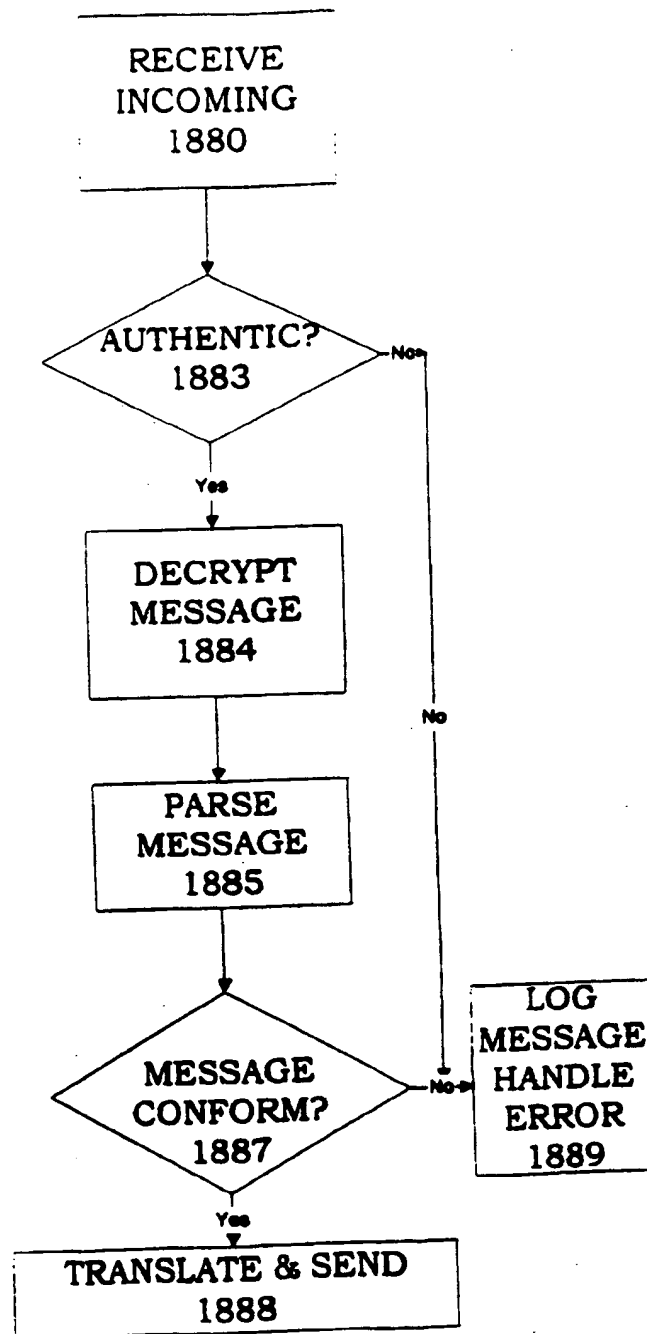 RECEIVE
INCOMING
1880
AUTHENTIC?
1883
No
Yes
DECRYPT
MESSAGE
1884
No
PARSE
MESSAGE
1885
LOG
MESSAGE
HANDLE
ERROR
1889
MESSAGE
CONFORM?
1887
No
Yes
TRANSLATE & SEND
1888